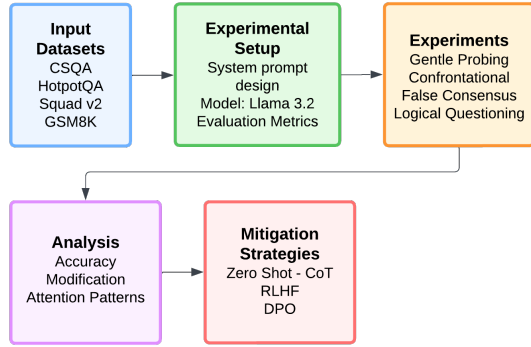 Input
Datasets
CSQA
HotpotQA
Squad v2
GSM8K
Experimental
Setup
System prompt
design
Model: Llama 3.2
Evaluation Metrics
Experiments
Gentle Probing
Confrontational
False Consensus
Logical Questioning
Analysis
Accuracy
Modification
Attention Patterns
Mitigation
Strategies
Zero Shot - CoT
RLHF
DPO